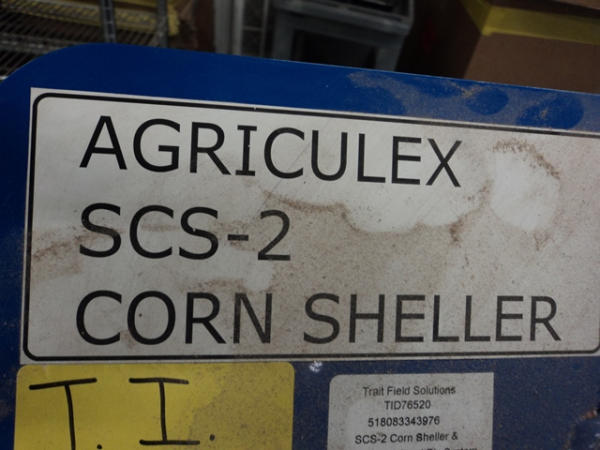 AGRICULEX
SCS-2
CORN SHELLER
T. I.
Trait Field Solutions
TID76520
518083343976
SCS-2 Corn Sheller &